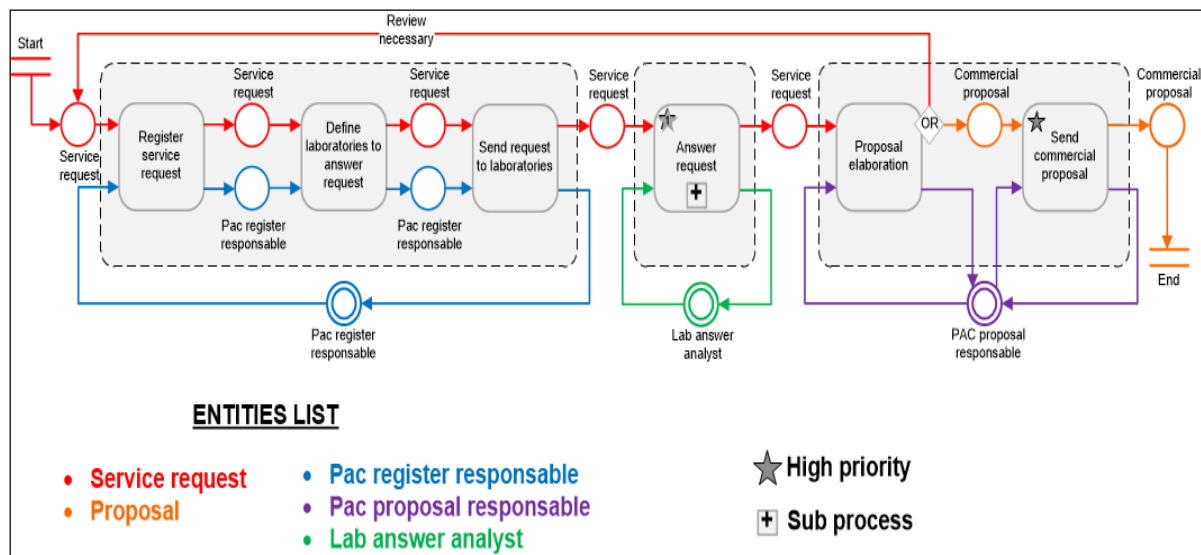 Review
necessary
Start
Service
request
Service
request
Service
request
Service
request
Commercial
proposal
Commercial
proposal
Register
service
request
Define
laboratories to
answer
request
Send request
to laboratories
Answer
request
Proposal
elaboration
OR
Send
commercial
proposal
Service
request
Pac register
responsable
Pac register
responsable
End
Pac register
responsable
Lab answer
analyst
PAC proposal
responsable
ENTITIES LIST
• Service request
• Proposal
• Pac register responsable
• Pac proposal responsable
• Lab answer analyst
High priority
Sub process